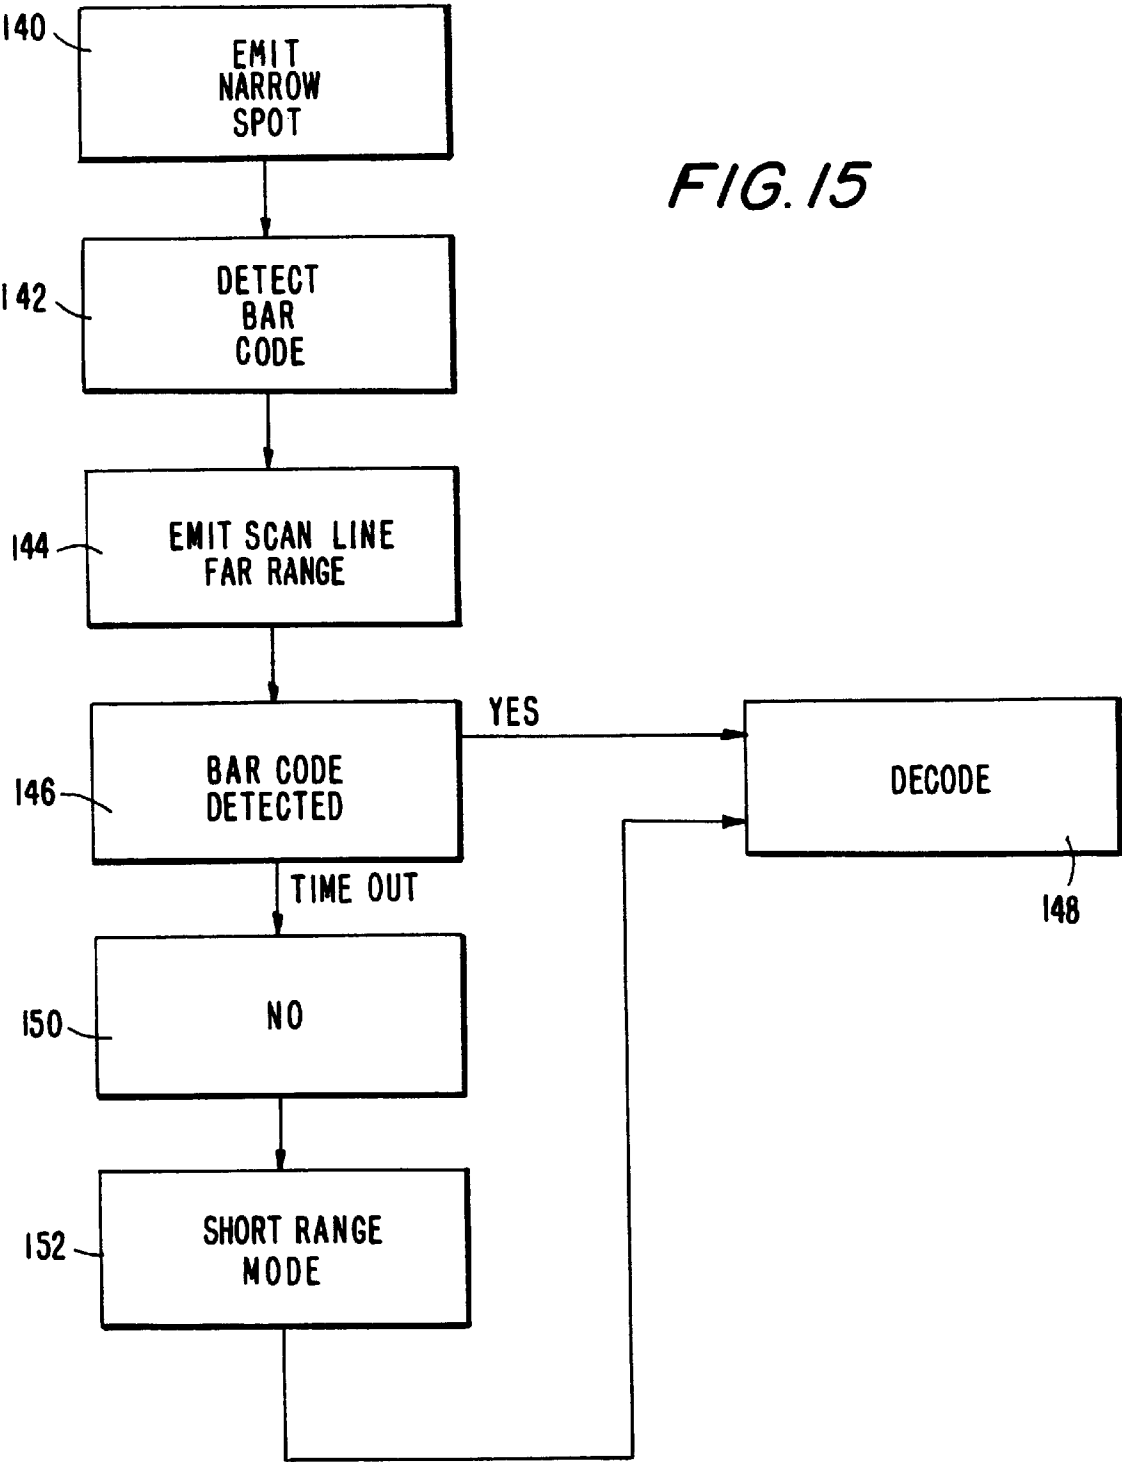 140
EMIT
NARROW
SPOT
FIG. 15
142
DETECT
BAR
CODE
144
EMIT SCAN LINE
FAR RANGE
146
BAR CODE
DETECTED
YES
DECODE
148
TIME OUT
150
NO
152
SHORT RANGE
MODE